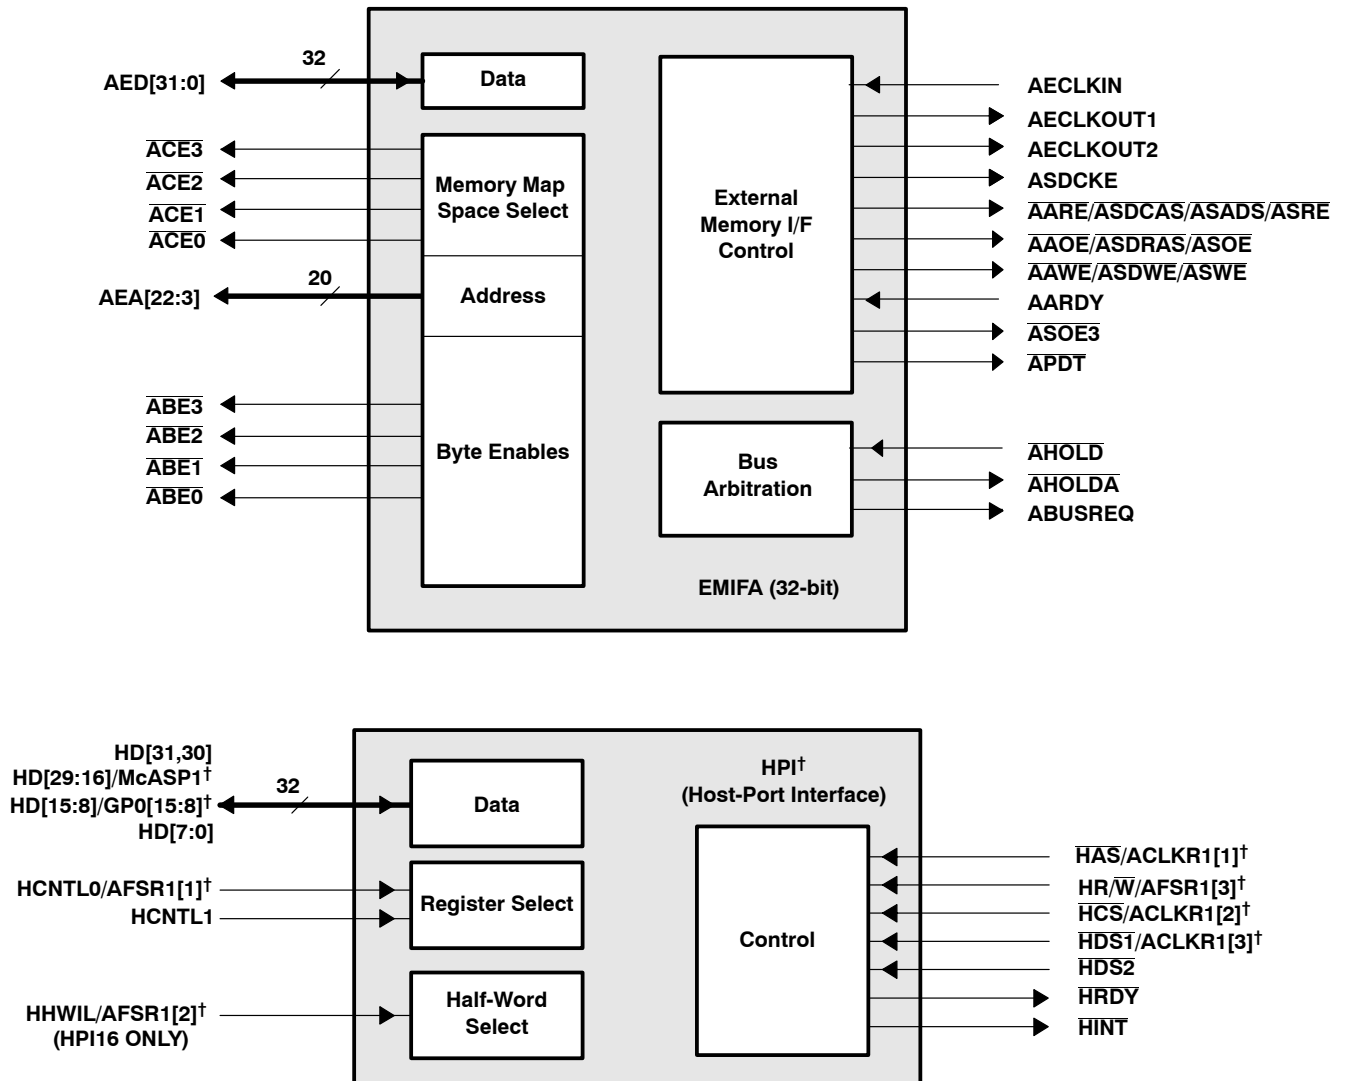 32
AED[31:0]
Data
ACE3
ACE2
ACE1
ACE0
Memory Map
Space Select
20
AEA[22:3]
Address
ABE3
ABE2
ABE1
ABE0
Byte Enables
External
Memory I/F
Control
AECLKIN
AECLKOUT1
AECLKOUT2
ASDCKE
AARE/ASDCAS/ASADS/ASRE
AAOE/ASDRAS/ASOE
AAWE/ASDWE/ASWE
AARDY
ASOE3
APDT
Bus
Arbitration
AHOLD
AHOLDA
ABUSREQ
EMIFA (32-bit)
HD[31,30]
HD[29:16]/McASP1†
HD[15:8]/GP0[15:8]†
HD[7:0]
32
Data
HPI†
(Host-Port Interface)
HCNTL0/AFSR1[1]†
HCNTL1
Register Select
HHWIL/AFSR1[2]†
(HPI16 ONLY)
Half-Word
Select
Control
HAS/ACLKR1[1]†
HR/W/AFSR1[3]†
HCS/ACLKR1[2]†
HDS1/ACLKR1[3]†
HDS2
HRDY
HINT